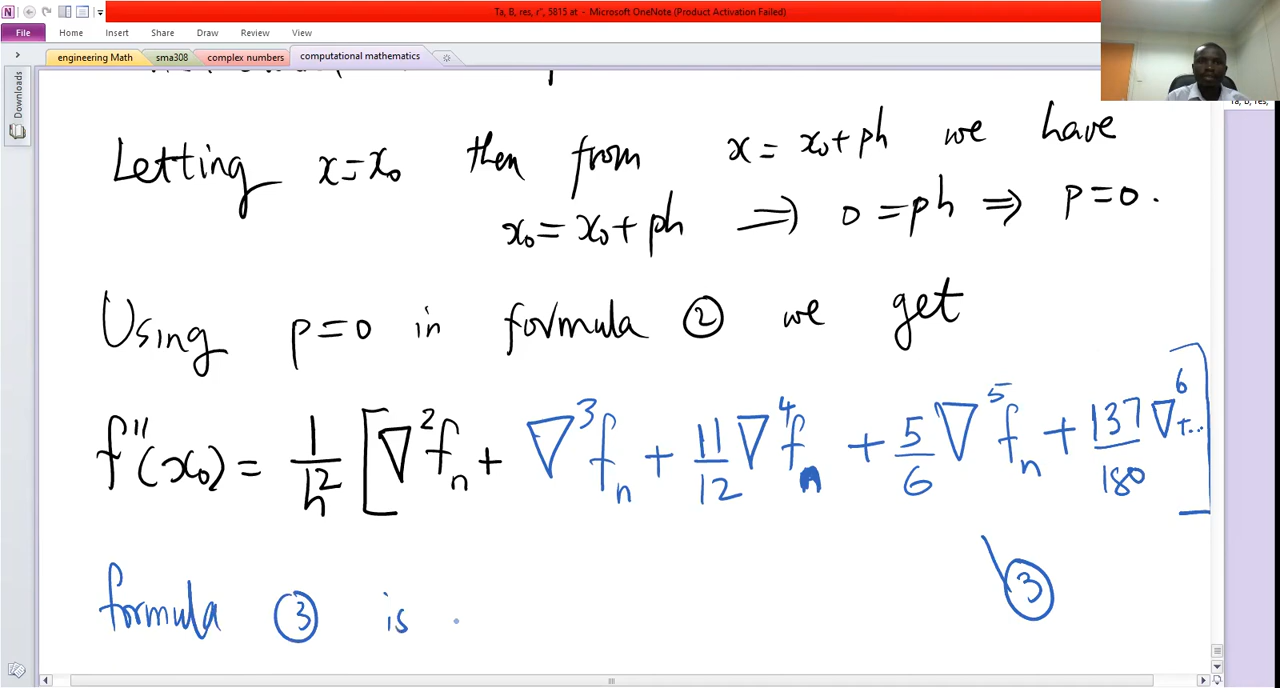 Ta, B, res, r", 5815 at - Microsoft OneNote (Product Activation Failed)
File Home Insert Share Draw Review View
engineering Math sma308 complex numbers computational mathematics
Downloads
Letting x=x₀ then from x = x₀+ph we have
x₀ = x₀+ph ⟹ 0 = ph ⟹ p=0.
Using p=0 in formula ② we get
f''(x₀) = 1/h² [∇²fₙ + ∇³fₙ + 11/12 ∇⁴fₙ + 5/6 ∇⁵fₙ + 137/180 ∇⁶+...]
③
formula ③ is